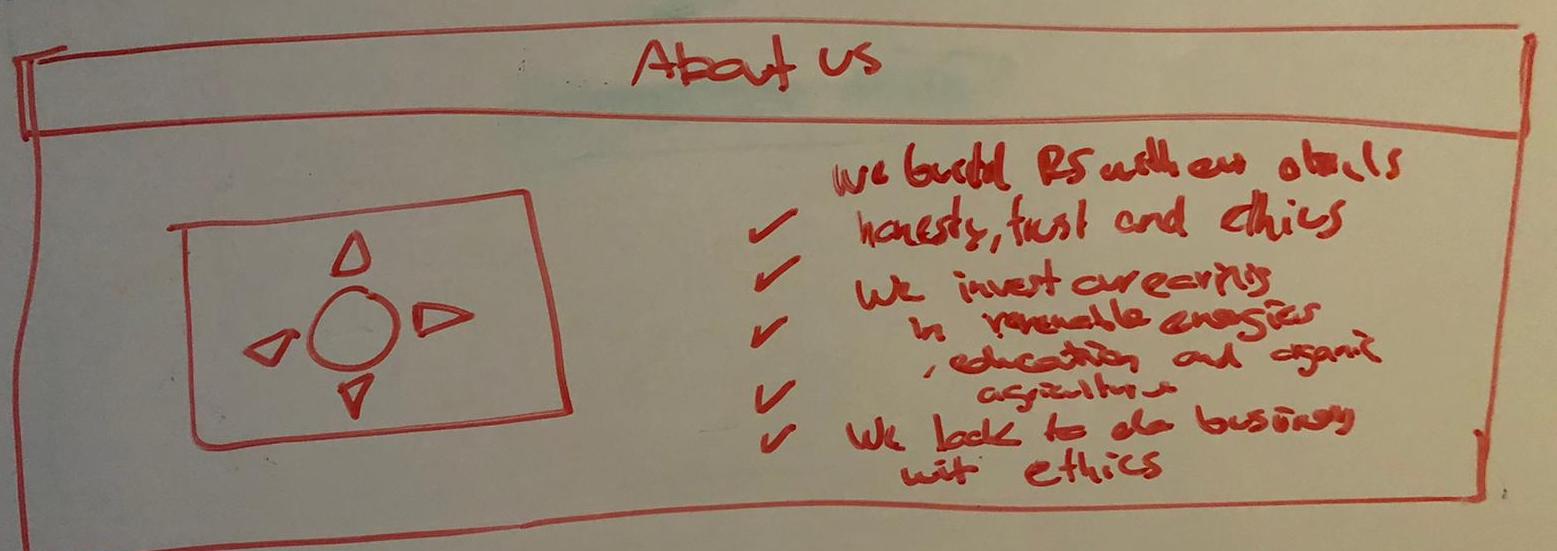 About us
We build RS with our
honesty, trust and ethics
We invest our earnings
in renewable energies
, education and organic
agriculture
We look to do business
wit ethics